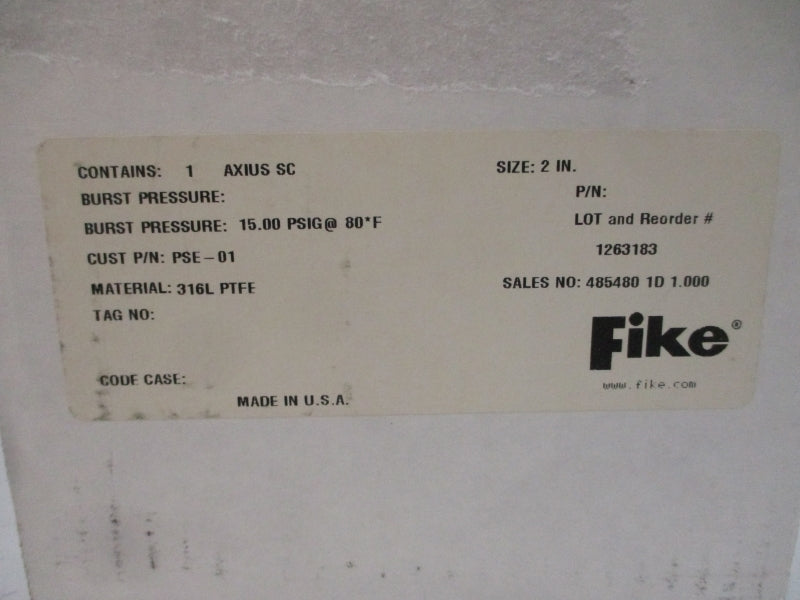 CONTAINS: 1 AXIUS SC
SIZE: 2 IN.
BURST PRESSURE:
P/N:
BURST PRESSURE: 15.00 PSIG@ 80*F
LOT and Reorder #
CUST P/N: PSE-01
1263183
MATERIAL: 316L PTFE
SALES NO: 485480 1D 1.000
TAG NO:
Fike®
www.fike.com
CODE CASE:
MADE IN U.S.A.